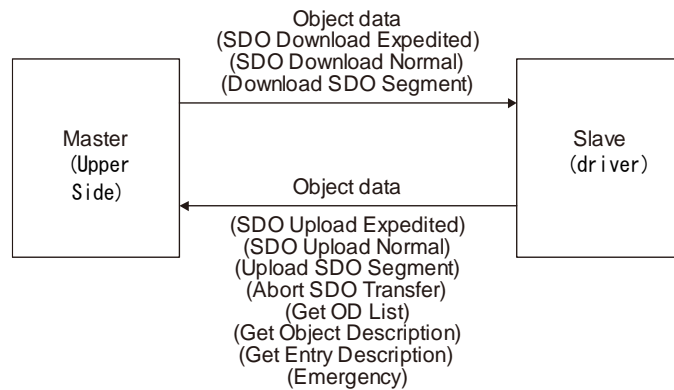 Object data
(SDO Download Expedited)
(SDO Download Normal)
(Download SDO Segment)
Master
(Upper
Side)
Slave
(driver)
Object data
(SDO Upload Expedited)
(SDO Upload Normal)
(Upload SDO Segment)
(Abort SDO Transfer)
(Get OD List)
(Get Object Description)
(Get Entry Description)
(Emergency)